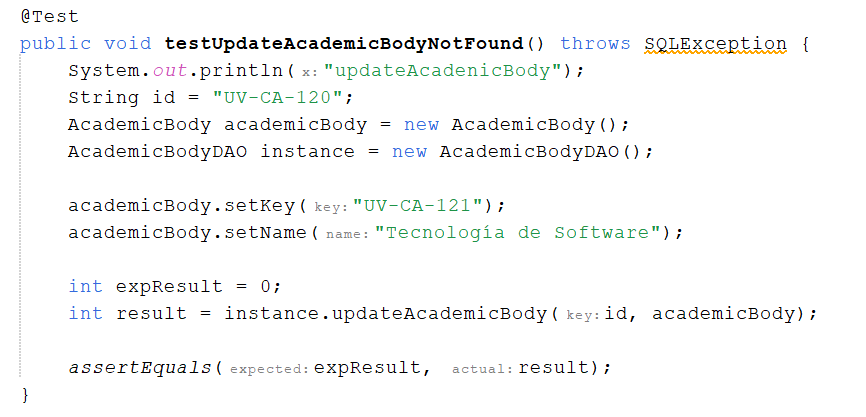 @Test
public void testUpdateAcademicBodyNotFound() throws SQLException {
System.out.println( x: "updateAcadenicBody");
String id = "UV-CA-120";
AcademicBody academicBody = new AcademicBody();
AcademicBodyDAO instance = new AcademicBodyDAO();
academicBody.setKey( key: "UV-CA-121");
academicBody.setName( name: "Tecnología de Software");
int expResult = 0;
int result = instance.updateAcademicBody( key: id, academicBody);
assertEquals( expected: expResult, actual: result);
}